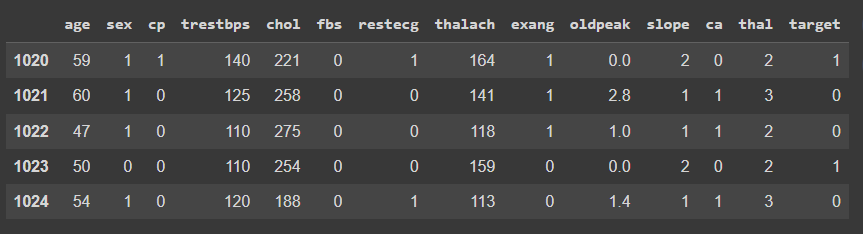 age sex cp trestbps chol fbs restecg thalach exang oldpeak slope ca thal target
1020 59 1 1 140 221 0 1 164 1 0.0 2 0 2 1
1021 60 1 0 125 258 0 0 141 1 2.8 1 1 3 0
1022 47 1 0 110 275 0 0 118 1 1.0 1 1 2 0
1023 50 0 0 110 254 0 0 159 0 0.0 2 0 2 1
1024 54 1 0 120 188 0 1 113 0 1.4 1 1 3 0